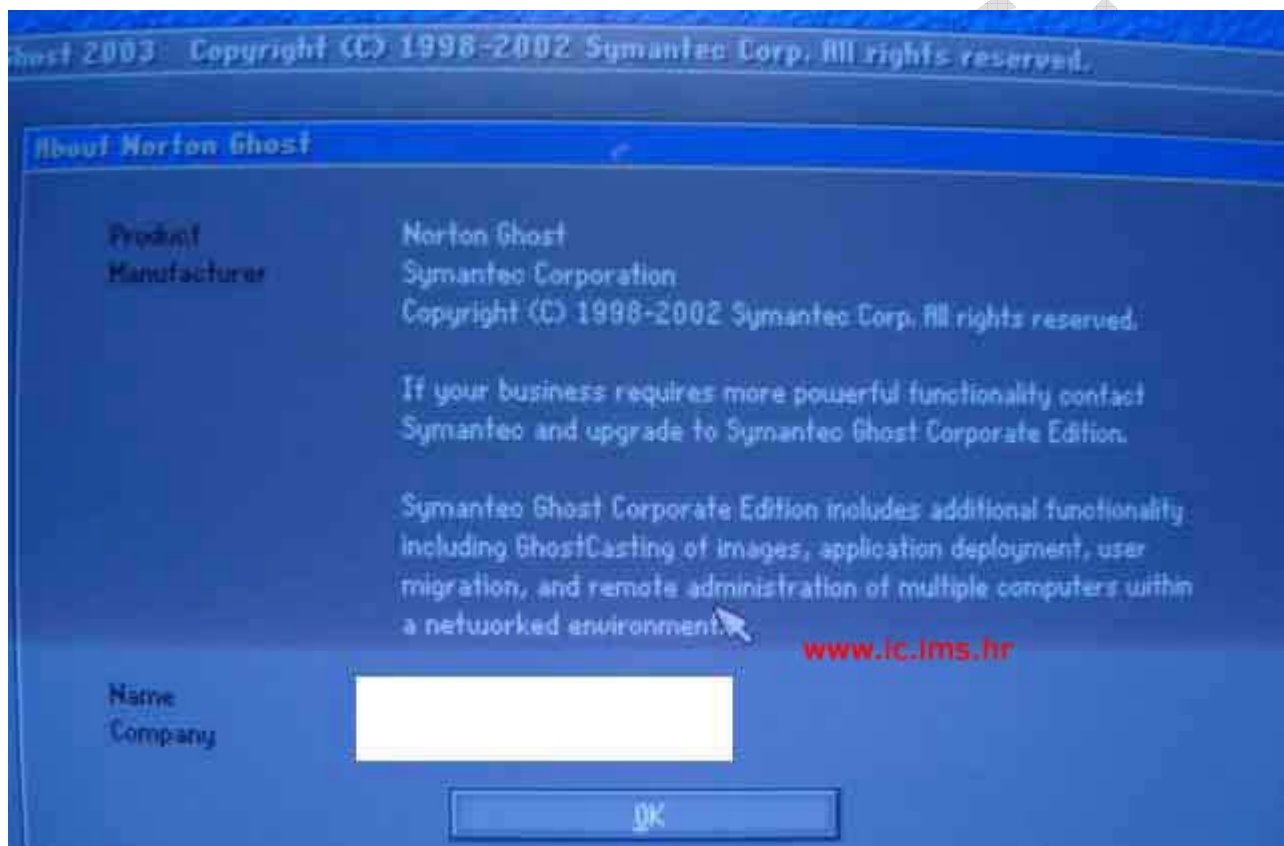 Ghost 2003 Copyright (C) 1998-2002 Symantec Corp. All rights reserved.
About Norton Ghost
Product Norton Ghost
Manufacturer Symantec Corporation
Copyright (C) 1998-2002 Symantec Corp. All rights reserved.
If your business requires more powerful functionality contact
Symantec and upgrade to Symantec Ghost Corporate Edition.
Symantec Ghost Corporate Edition includes additional functionality
including GhostCasting of images, application deployment, user
migration, and remote administration of multiple computers within
a networked environment.
www.ic.ims.hr
Name
Company
OK